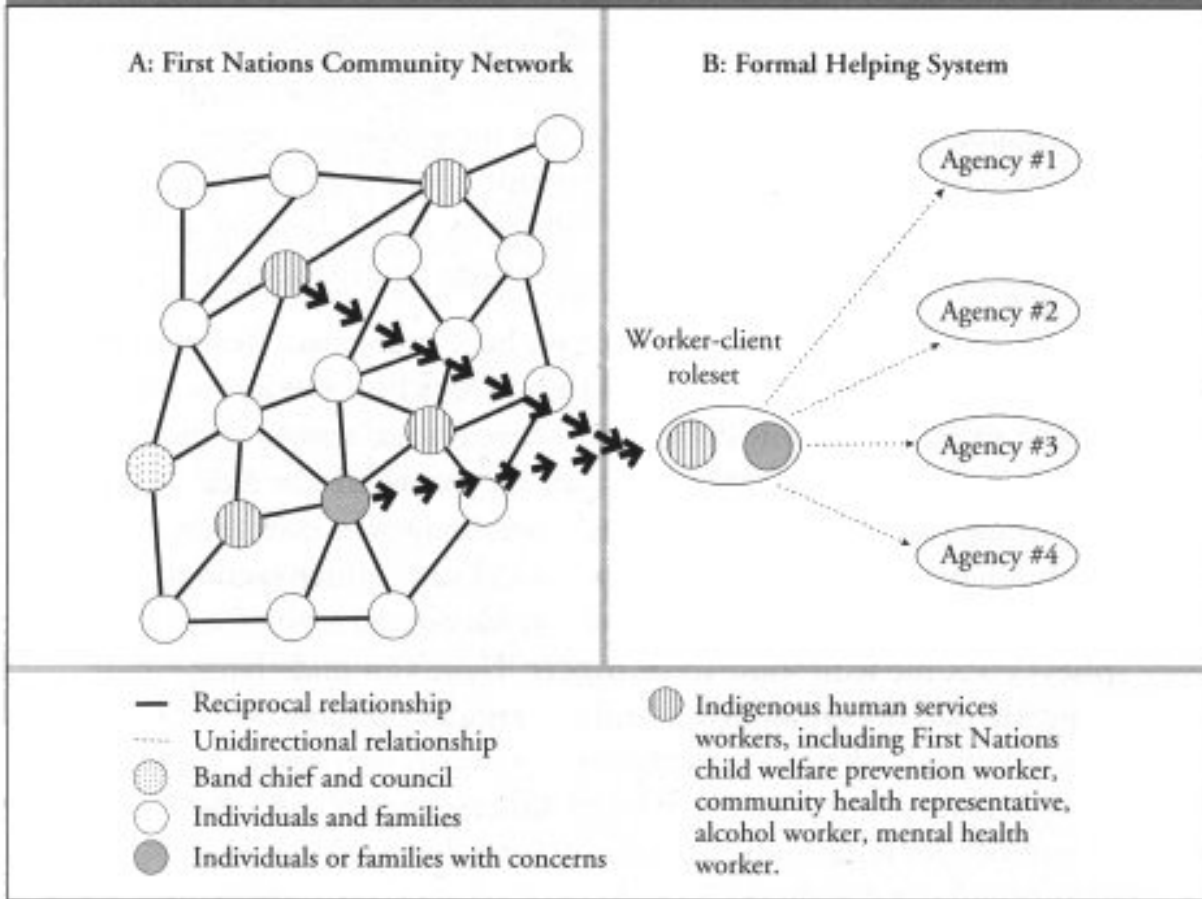 A: First Nations Community Network
B: Formal Helping System
Agency #1
Agency #2
Worker-client
roleset
Agency #3
Agency #4
Reciprocal relationship
Unidirectional relationship
Band chief and council
Individuals and families
Individuals or families with concerns
Indigenous human services
workers, including First Nations
child welfare prevention worker,
community health representative,
alcohol worker, mental health
worker.